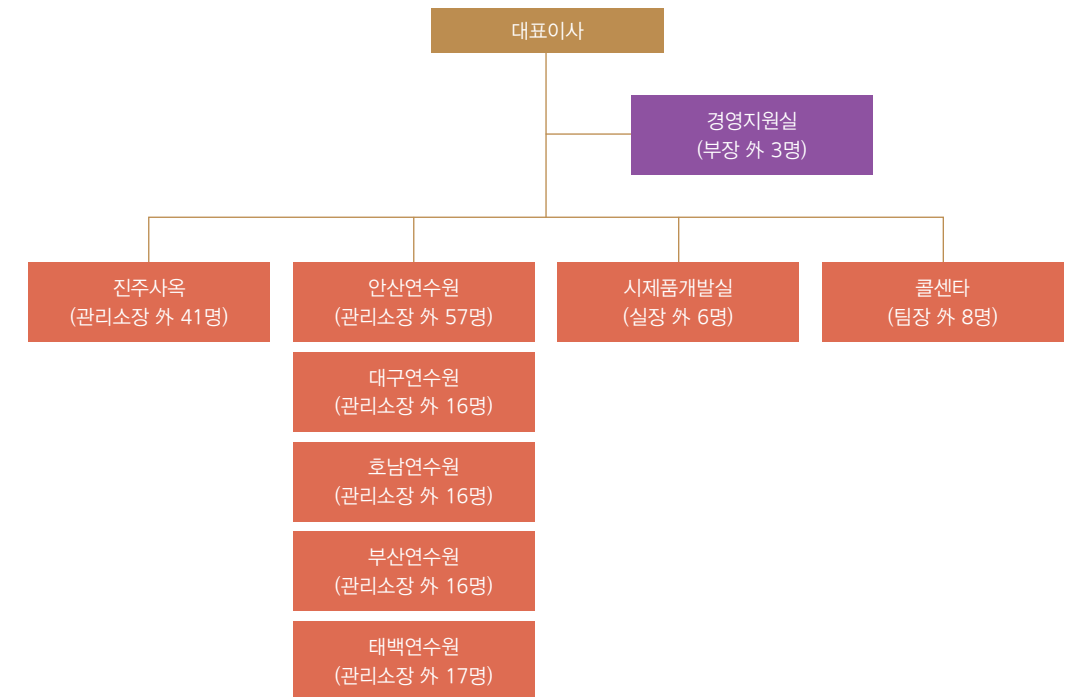 대표이사
경영지원실
(부장 外 3명)
진주사옥
(관리소장 外 41명)
안산연수원
(관리소장 外 57명)
시제품개발실
(실장 外 6명)
콜센타
(팀장 外 8명)
대구연수원
(관리소장 外 16명)
호남연수원
(관리소장 外 16명)
부산연수원
(관리소장 外 16명)
태백연수원
(관리소장 外 17명)